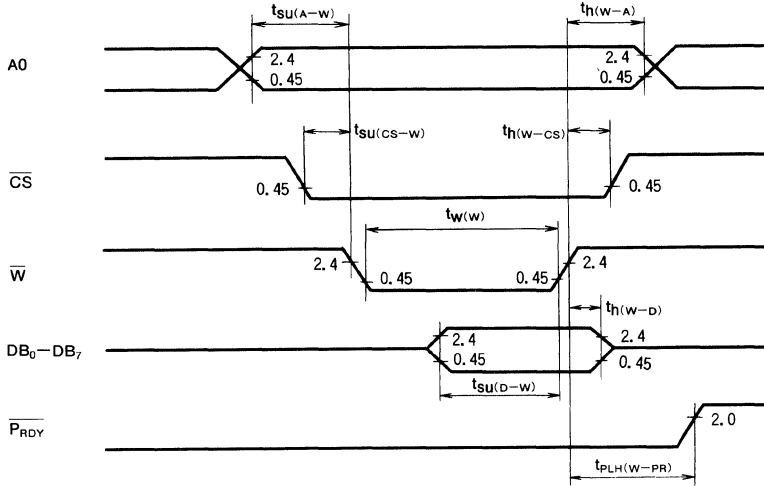 tsu(A−W)
th(W−A)
A0
2.4
0.45
2.4
0.45
tsu(CS−W)
th(W−CS)
CS
0.45
0.45
tw(W)
W
2.4
0.45
0.45
2.4
th(W−D)
DB0−DB7
2.4
0.45
2.4
0.45
tsu(D−W)
PRDY
2.0
tPLH(W−PR)